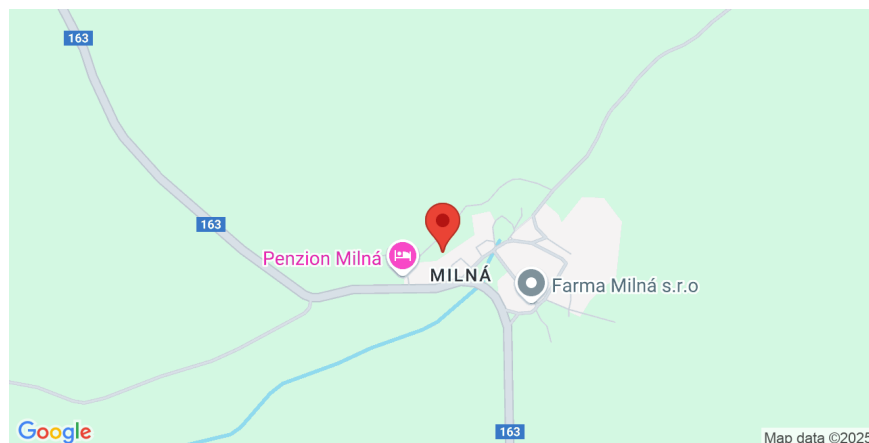 163
163
Penzion Milná
MILNÁ
Farma Milná s.r.o
163
Google
Map data ©2025